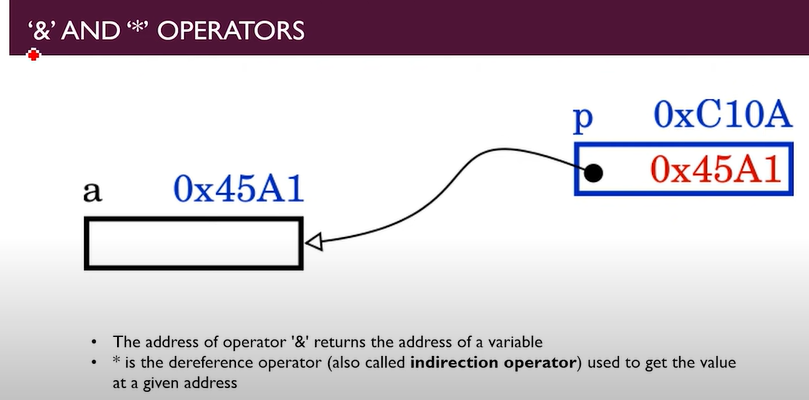 ‘&’ AND ‘*’ OPERATORS
p 0xC10A
0x45A1
a 0x45A1
• The address of operator '&' returns the address of a variable
• * is the dereference operator (also called indirection operator) used to get the value
at a given address